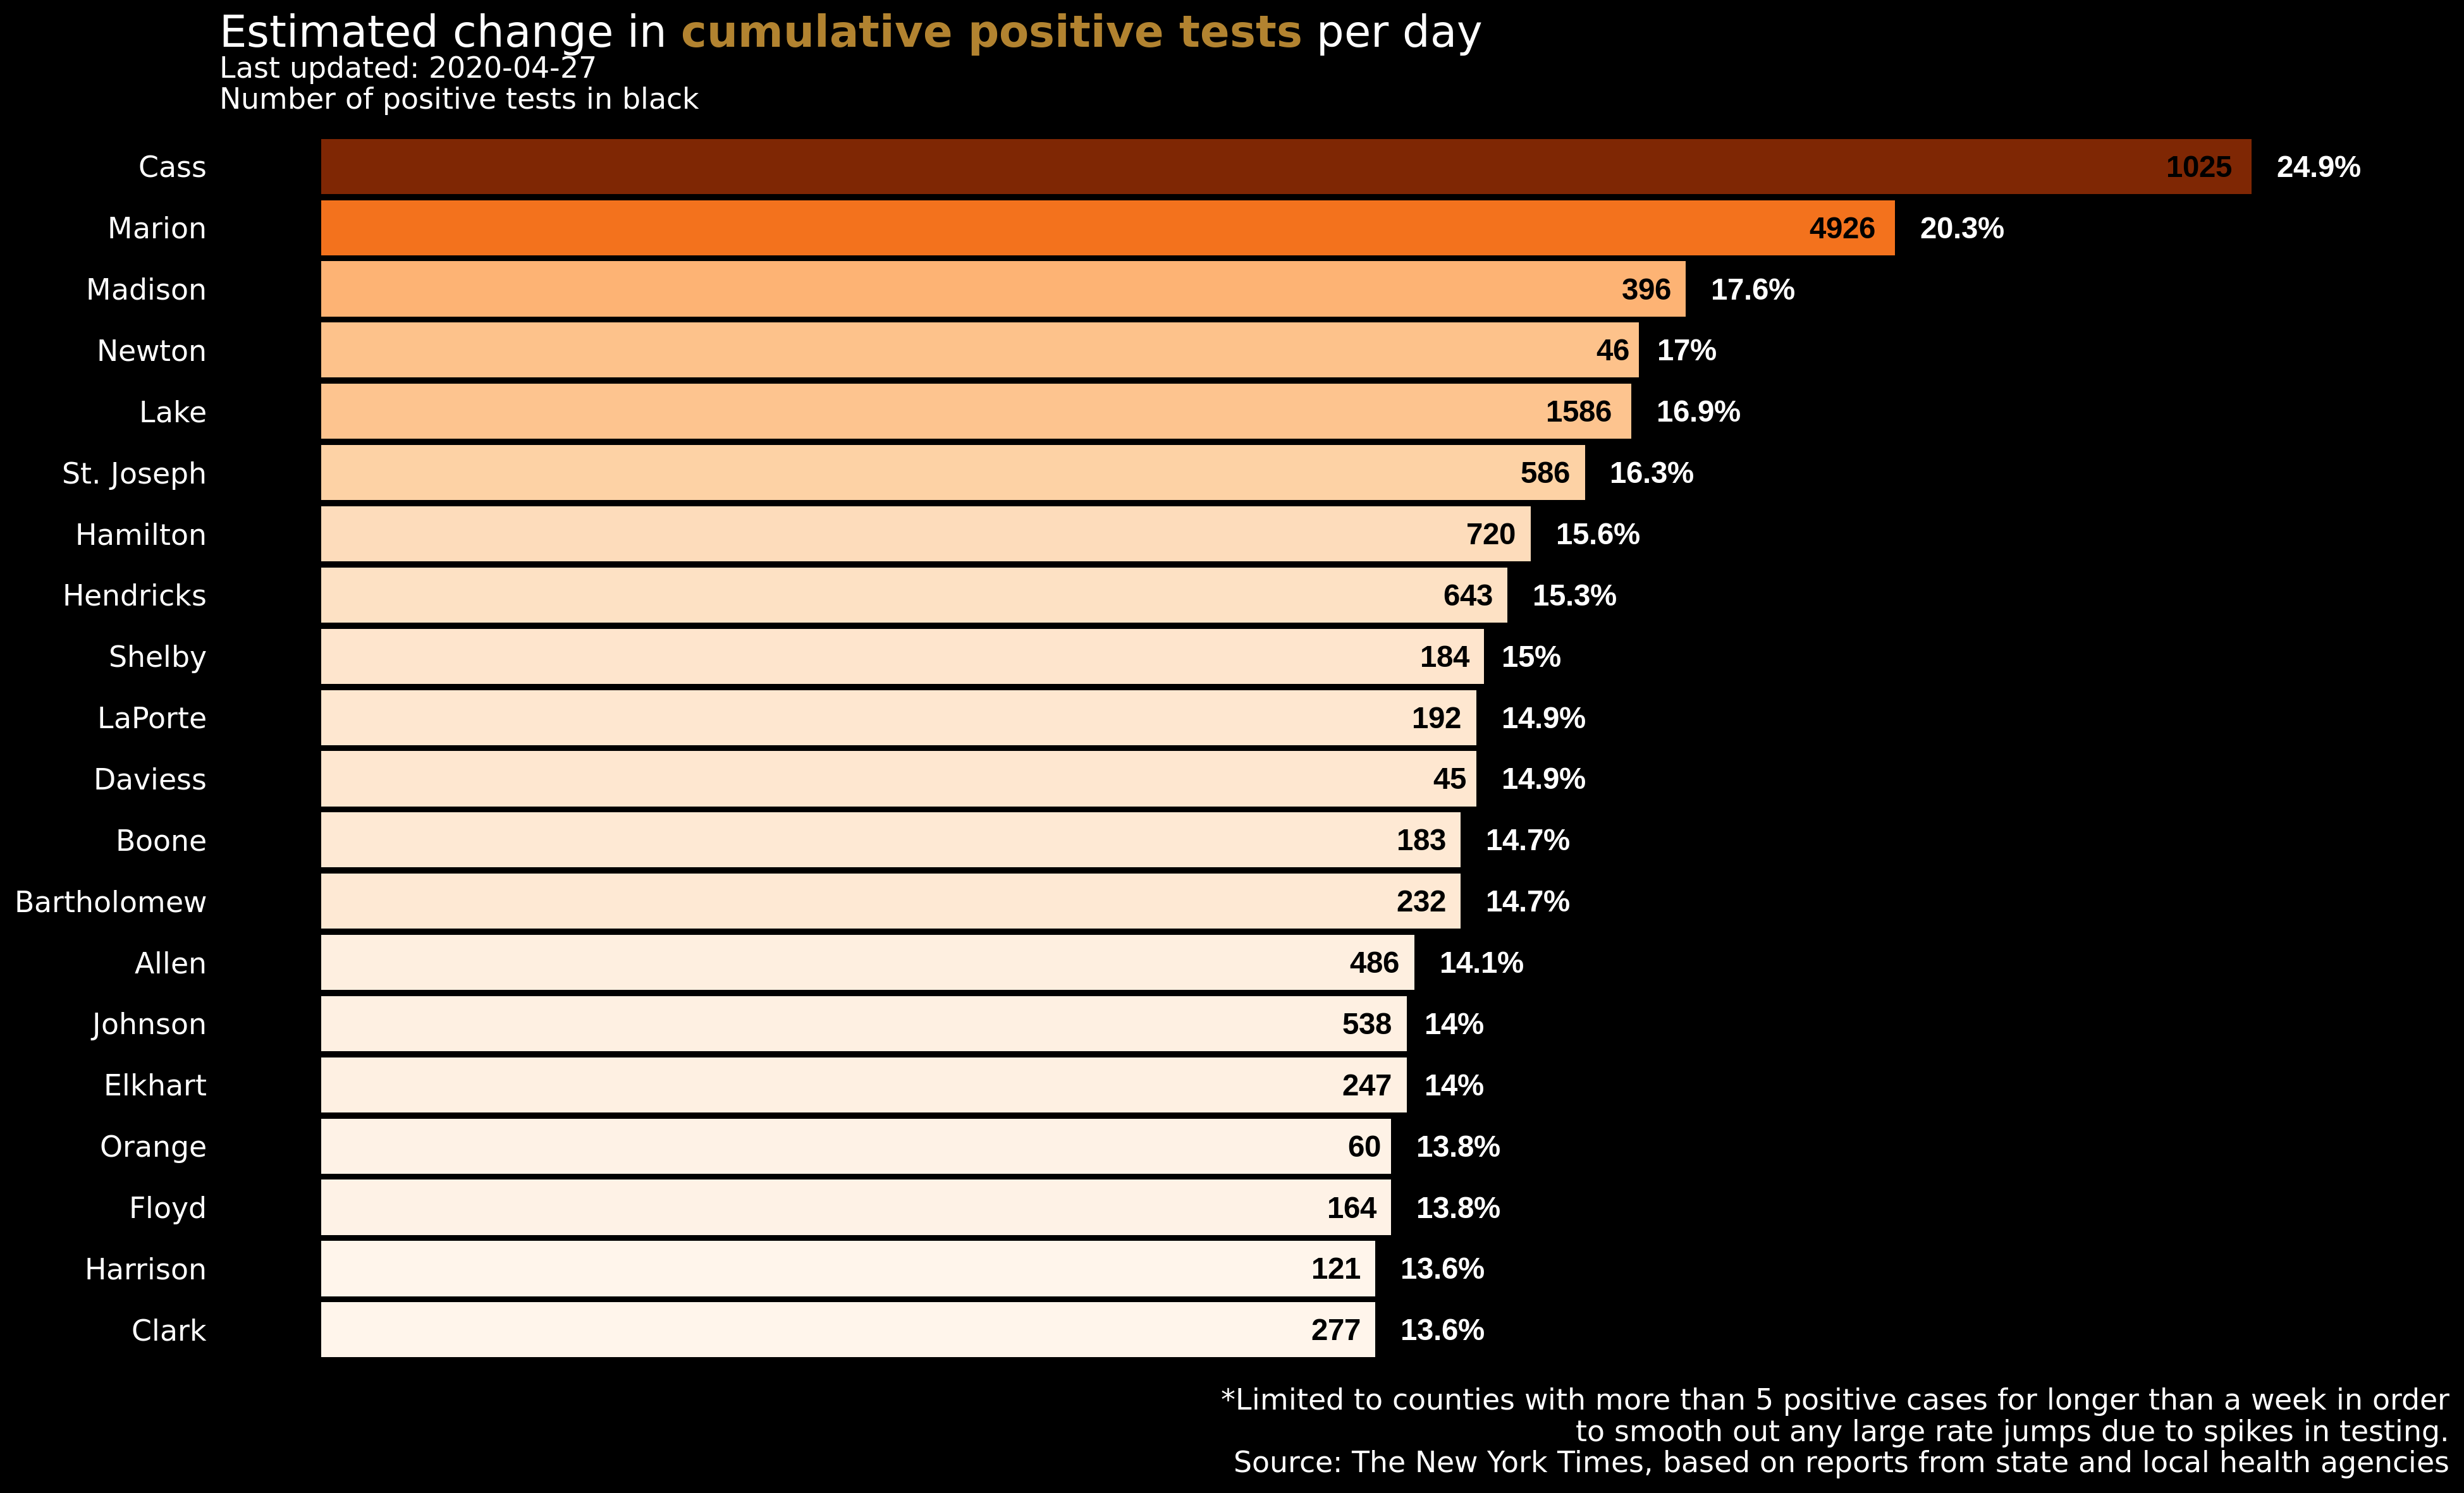 Estimated change in cumulative positive tests per day
Last updated: 2020-04-27
Number of positive tests in black
Cass 1025 24.9%
Marion 4926 20.3%
Madison 396 17.6%
Newton 46 17%
Lake 1586 16.9%
St. Joseph 586 16.3%
Hamilton 720 15.6%
Hendricks 643 15.3%
Shelby 184 15%
LaPorte 192 14.9%
Daviess 45 14.9%
Boone 183 14.7%
Bartholomew 232 14.7%
Allen 486 14.1%
Johnson 538 14%
Elkhart 247 14%
Orange 60 13.8%
Floyd 164 13.8%
Harrison 121 13.6%
Clark 277 13.6%
*Limited to counties with more than 5 positive cases for longer than a week in order
to smooth out any large rate jumps due to spikes in testing.
Source: The New York Times, based on reports from state and local health agencies